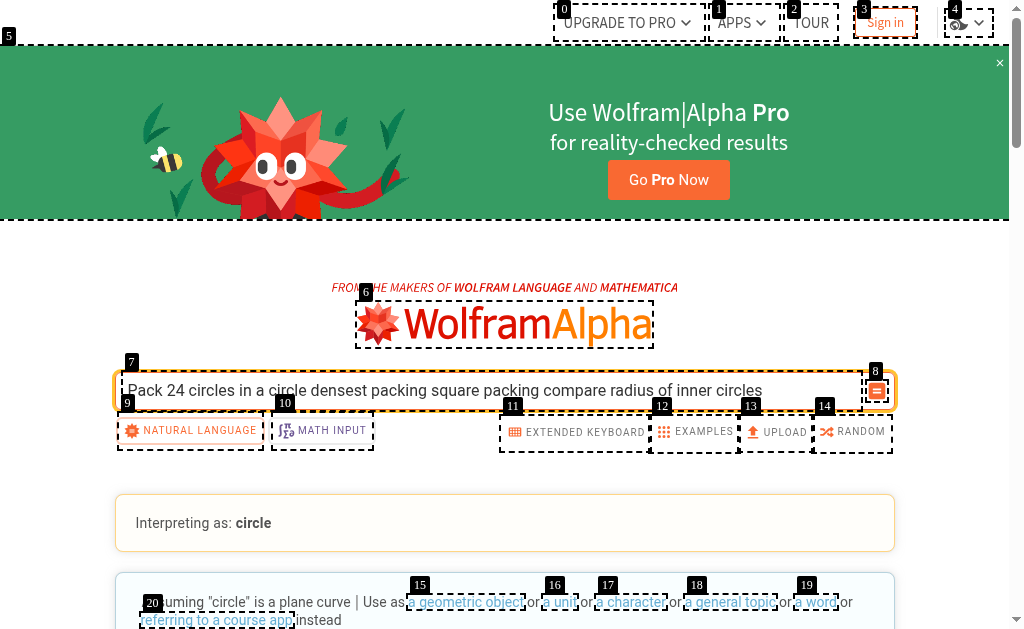 0
UPGRADE TO PRO
1
APPS
2
TOUR
3
Sign in
4
5
×
Use Wolfram|Alpha Pro
for reality-checked results
Go Pro Now
FROM THE MAKERS OF WOLFRAM LANGUAGE AND MATHEMATICA
6
WolframAlpha
7
8
Pack 24 circles in a circle densest packing square packing compare radius of inner circles
=
9
NATURAL LANGUAGE
10
MATH INPUT
11
EXTENDED KEYBOARD
12
EXAMPLES
13
UPLOAD
14
RANDOM
Interpreting as: circle
15 16 17 18 19
Assuming "circle" is a plane curve | Use as a geometric object or a unit or a character or a general topic or a word or
20
referring to a course app instead